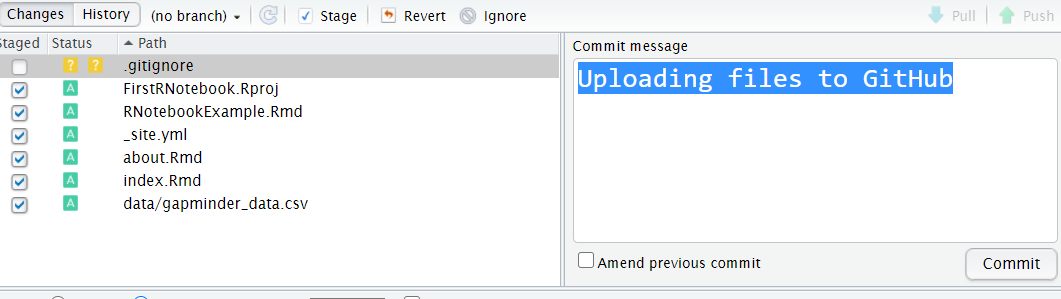 Changes History (no branch) Stage Revert Ignore Pull Push
Staged Status Path
? ? .gitignore
A FirstRNotebook.Rproj
A RNotebookExample.Rmd
A _site.yml
A about.Rmd
A index.Rmd
A data/gapminder_data.csv
Commit message
Uploading files to GitHub
Amend previous commit
Commit